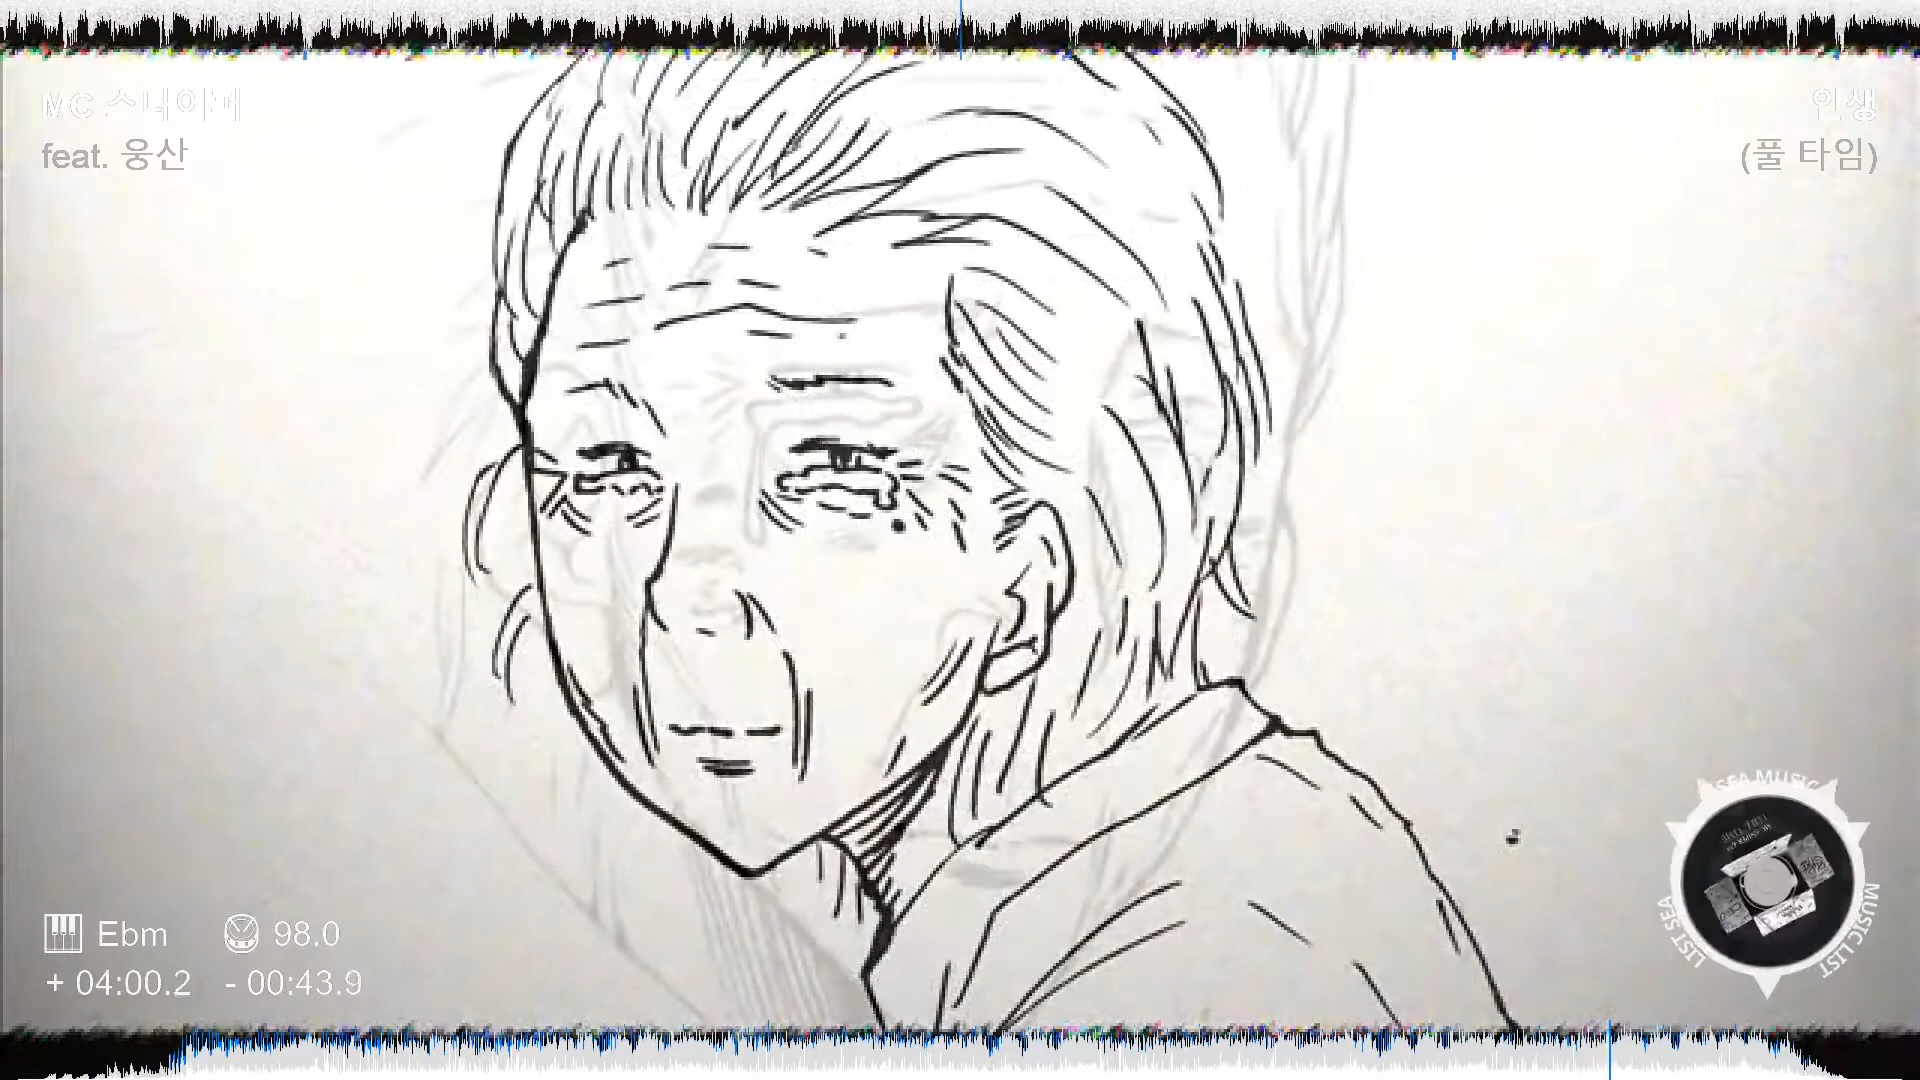 MC 스나이퍼
feat. 웅산
인생
(풀 타임)
Ebm 98.0
+ 04:00.2 - 00:43.9
SEA MUSIC
LIST SEA
MUSIC LIST